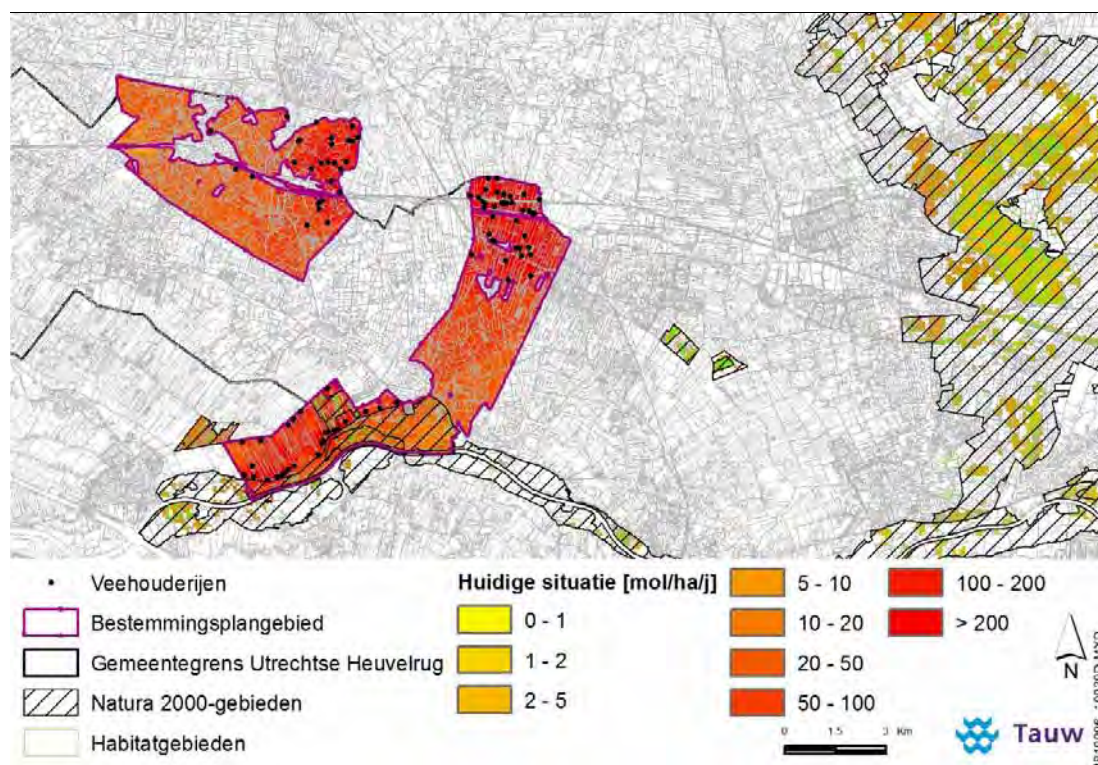 Veehouderijen
Bestemmingsplangebied
Gemeentegrens Utrechtse Heuvelrug
Natura 2000-gebieden
Habitatgebieden
Huidige situatie [mol/ha/j]
0 - 1
1 - 2
2 - 5
5 - 10
10 - 20
20 - 50
50 - 100
100 - 200
> 200
N
0 1.5 3 Km
Tauw